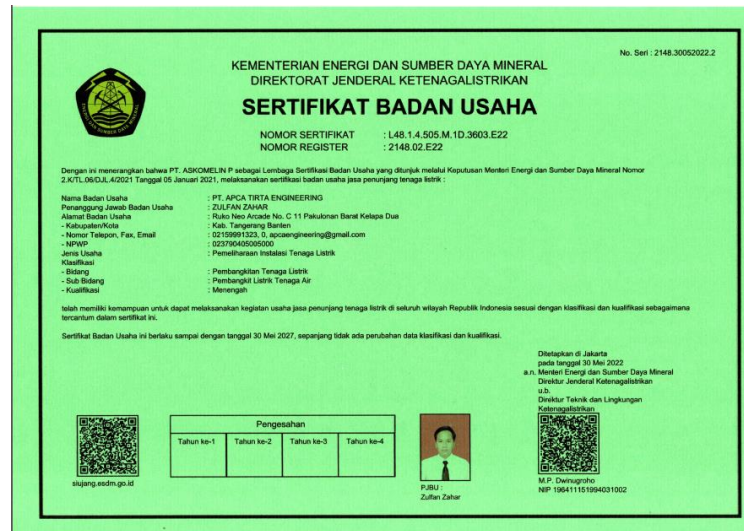 No. Seri : 2148.30052022.2
KEMENTERIAN ENERGI DAN SUMBER DAYA MINERAL
DIREKTORAT JENDERAL KETENAGALISTRIKAN
SERTIFIKAT BADAN USAHA
NOMOR SERTIFIKAT : L48.1.4.505.M.1D.3603.E22
NOMOR REGISTER : 2148.02.E22
Dengan ini menerangkan bahwa PT. ASKOMELIN P sebagai Lembaga Sertifikasi Badan Usaha yang ditunjuk melalui Keputusan Menteri Energi dan Sumber Daya Mineral Nomor
2.K/TL.06/DJL.4/2021 Tanggal 05 Januari 2021, melaksanakan sertifikasi badan usaha jasa penunjang tenaga listrik :
Nama Badan Usaha : PT. APCA TIRTA ENGINEERING
Penanggung Jawab Badan Usaha : ZULFAN ZAHAR
Alamat Badan Usaha : Ruko Neo Arcade No. C 11 Pakulonan Barat Kelapa Dua
- Kabupaten/Kota : Kab. Tangerang Banten
- Nomor Telepon, Fax, Email : 02159991323, 0, apcaengineering@gmail.com
- NPWP : 023790405005000
Jenis Usaha : Pemeliharaan Instalasi Tenaga Listrik
Klasifikasi
- Bidang : Pembangkitan Tenaga Listrik
- Sub Bidang : Pembangkit Listrik Tenaga Air
- Kualifikasi : Menengah
telah memiliki kemampuan untuk dapat melaksanakan kegiatan usaha jasa penunjang tenaga listrik di seluruh wilayah Republik Indonesia sesuai dengan klasifikasi dan kualifikasi sebagaimana
tercantum dalam sertifikat ini.
Sertifikat Badan Usaha ini berlaku sampai dengan tanggal 30 Mei 2027, sepanjang tidak ada perubahan data klasifikasi dan kualifikasi.
Ditetapkan di Jakarta
pada tanggal 30 Mei 2022
a.n. Menteri Energi dan Sumber Daya Mineral
Direktur Jenderal Ketenagalistrikan
u.b.
Direktur Teknik dan Lingkungan
Ketenagalistrikan
Pengesahan
Tahun ke-1 Tahun ke-2 Tahun ke-3 Tahun ke-4
siujang.esdm.go.id
PJBU :
Zulfan Zahar
M.P. Dwinugroho
NIP 196411151994031002